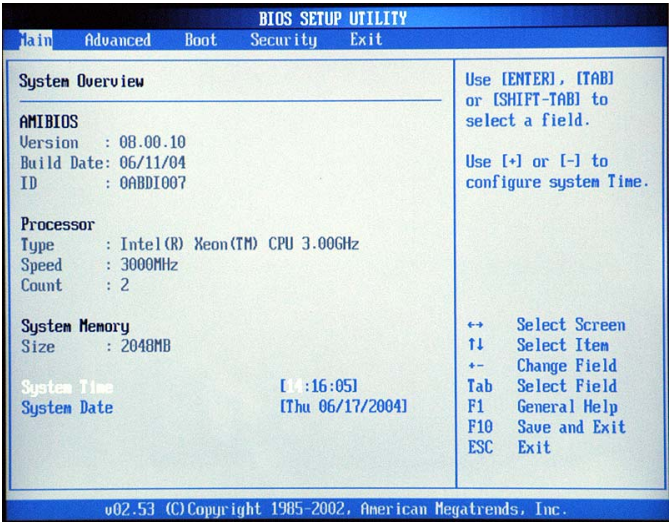 BIOS SETUP UTILITY
Main Advanced Boot Security Exit
System Overview
AMIBIOS
Version : 08.00.10
Build Date: 06/11/04
ID : 0ABDI007
Processor
Type : Intel(R) Xeon(TM) CPU 3.00GHz
Speed : 3000MHz
Count : 2
System Memory
Size : 2048MB
System Time [14:16:05]
System Date [Thu 06/17/2004]
Use [ENTER], [TAB]
or [SHIFT-TAB] to
select a field.
Use [+] or [-] to
configure system Time.
↔ Select Screen
↑↓ Select Item
+- Change Field
Tab Select Field
F1 General Help
F10 Save and Exit
ESC Exit
v02.53 (C)Copyright 1985-2002, American Megatrends, Inc.